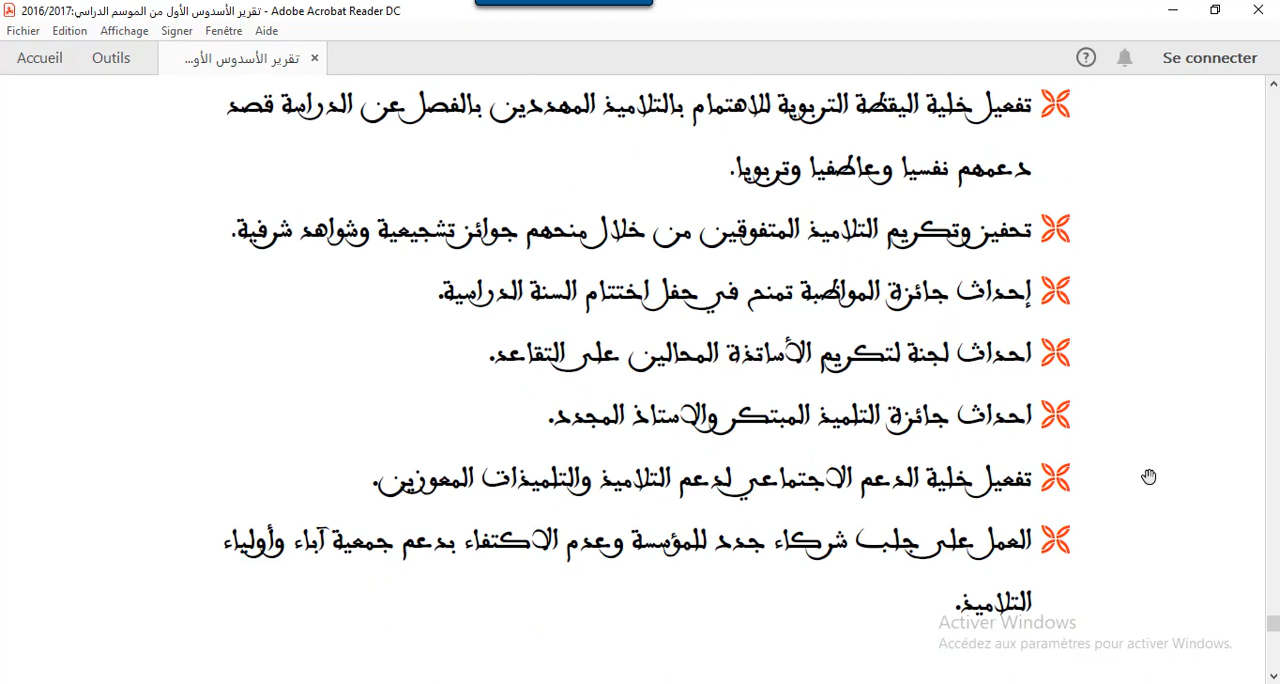 تقرير الأسدوس الأول من الموسم الدراسي:2016/2017 - Adobe Acrobat Reader DC
Fichier Edition Affichage Signer Fenêtre Aide
Accueil Outils تقرير الأسدوس الأو... × ? Se connecter
تفعيل خلية اليقظة التربوية للاهتمام بالتلاميذ المهددين بالفصل عن الدراسة قصد
دعمهم نفسيا وعاطفيا وتربويا.
تحفيز وتكريم التلاميذ المتفوقين من خلال منحهم جوائز تشجيعية وشواهد شرفية.
إحداث جائزة المواظبة تمنح في حفل اختتام السنة الدراسية.
احداث لجنة لتكريم الأساتذة المحالين على التقاعد.
احداث جائزة التلميذ المبتكر والاستاذ المجدد.
تفعيل خلية الدعم الاجتماعي لدعم التلاميذ والتلميذات المعوزين.
العمل على جلب شركاء جدد للمؤسسة وعدم الاكتفاء بدعم جمعية آباء وأولياء
التلاميذ.
Activer Windows
Accédez aux paramètres pour activer Windows.